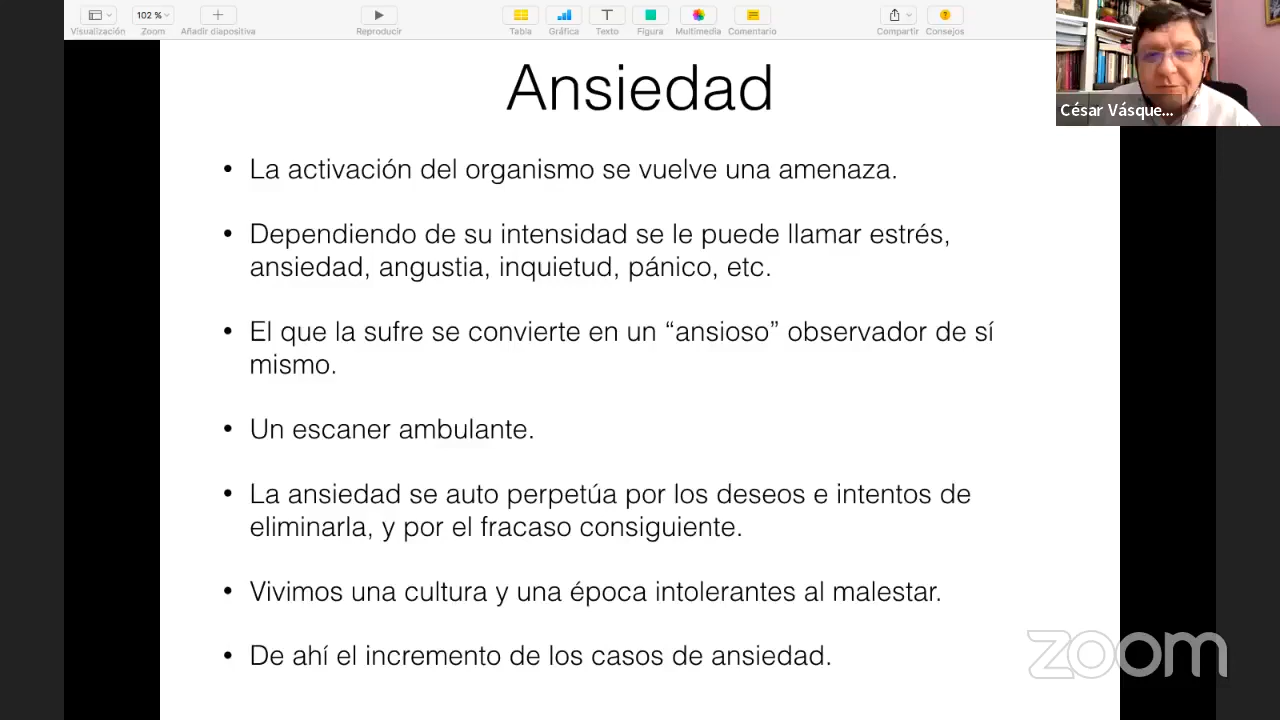 102 %
Visualización Zoom Añadir diapositiva Reproducir Tabla Gráfica Texto Figura Multimedia Comentario Compartir Consejos
César Vásque...
Ansiedad
• La activación del organismo se vuelve una amenaza.
• Dependiendo de su intensidad se le puede llamar estrés,
ansiedad, angustia, inquietud, pánico, etc.
• El que la sufre se convierte en un “ansioso” observador de sí
mismo.
• Un escaner ambulante.
• La ansiedad se auto perpetúa por los deseos e intentos de
eliminarla, y por el fracaso consiguiente.
• Vivimos una cultura y una época intolerantes al malestar.
• De ahí el incremento de los casos de ansiedad.
zoom